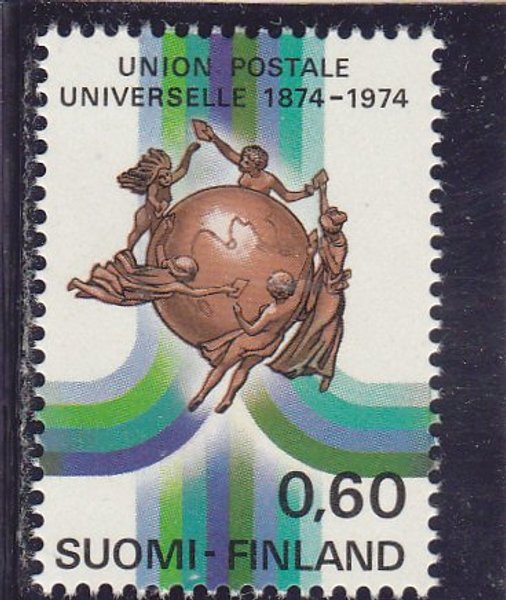 UNION POSTALE
UNIVERSELLE 1874-1974
0,60
SUOMI-FINLAND